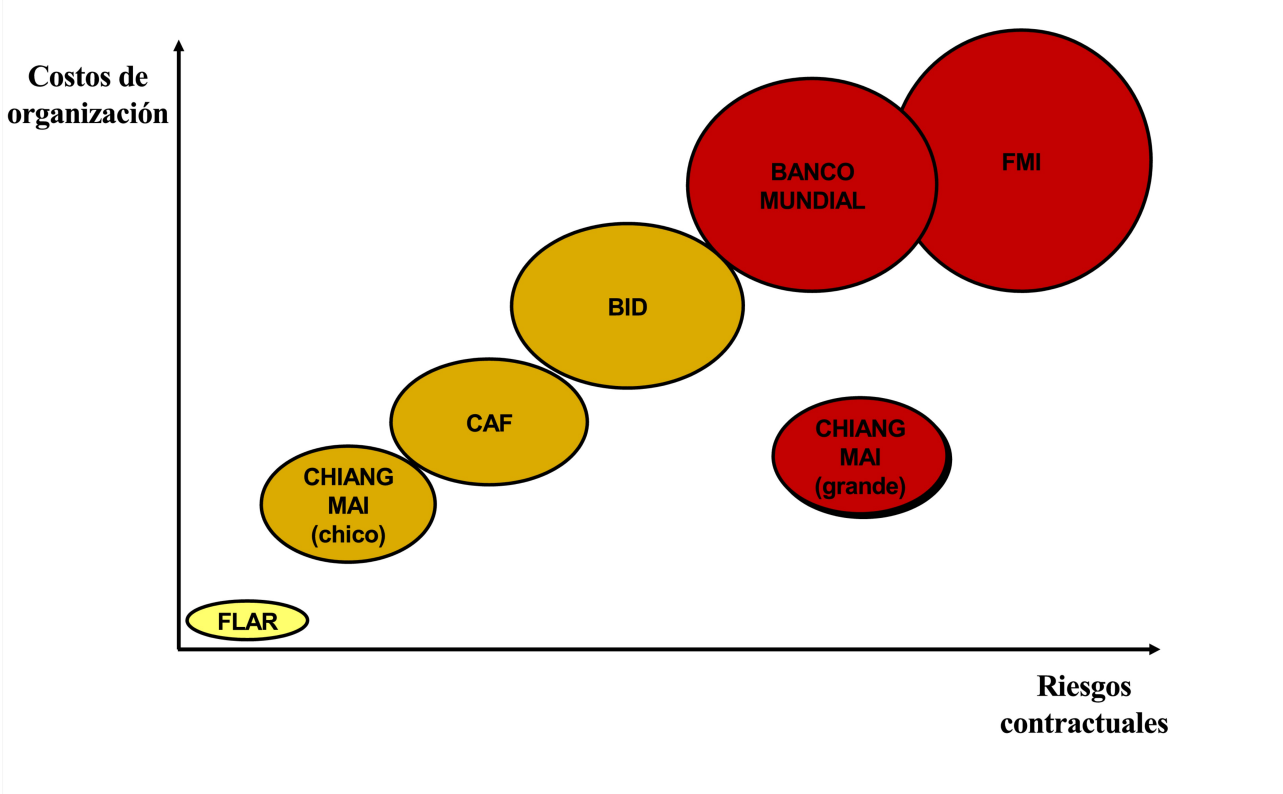 Costos de
organización
BANCO
MUNDIAL
FMI
BID
CAF
CHIANG
MAI
(grande)
CHIANG
MAI
(chico)
FLAR
Riesgos
contractuales